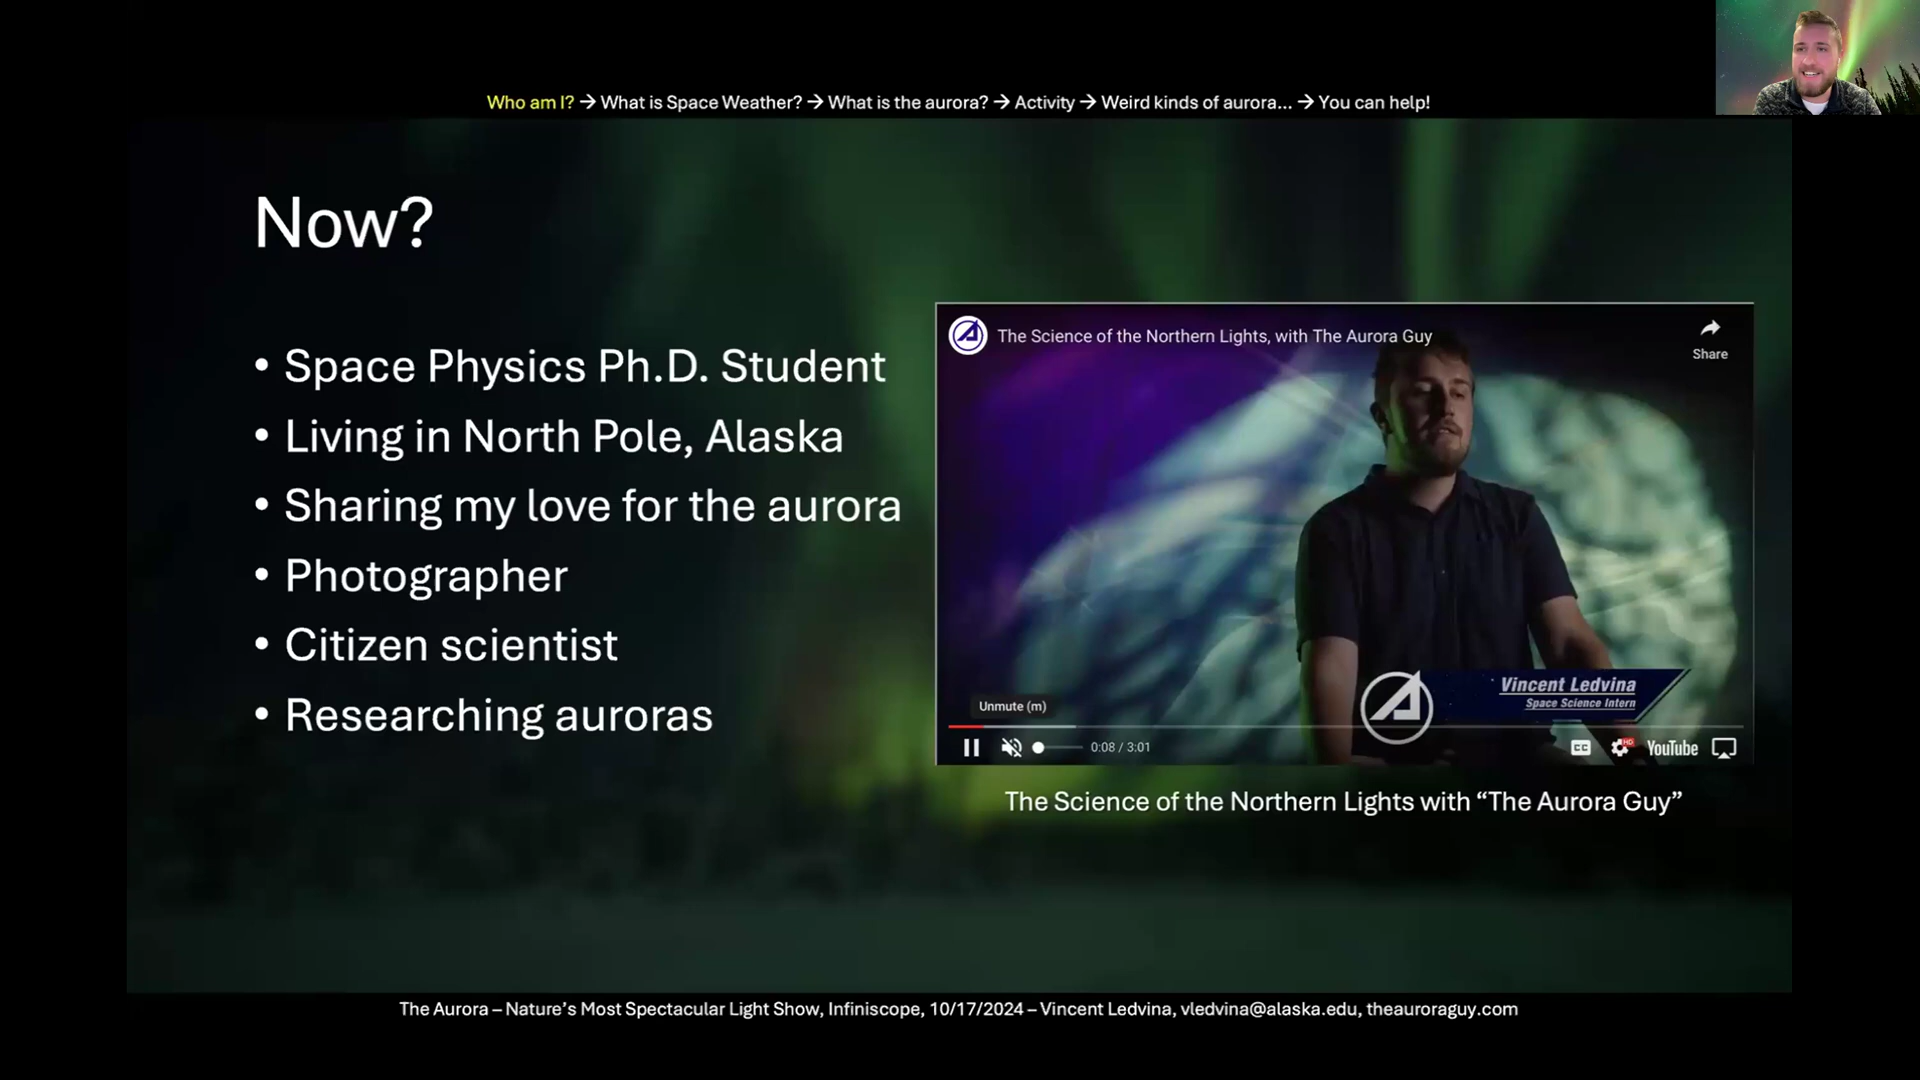 Who am I? → What is Space Weather? → What is the aurora? → Activity → Weird kinds of aurora... → You can help!
Now?
• Space Physics Ph.D. Student
• Living in North Pole, Alaska
• Sharing my love for the aurora
• Photographer
• Citizen scientist
• Researching auroras
The Science of the Northern Lights, with The Aurora Guy
Share
Vincent Ledvina
Space Science Intern
Unmute (m)
0:08 / 3:01
CC
HD
YouTube
The Science of the Northern Lights with “The Aurora Guy”
The Aurora – Nature’s Most Spectacular Light Show, Infiniscope, 10/17/2024 – Vincent Ledvina, vledvina@alaska.edu, theauroraguy.com